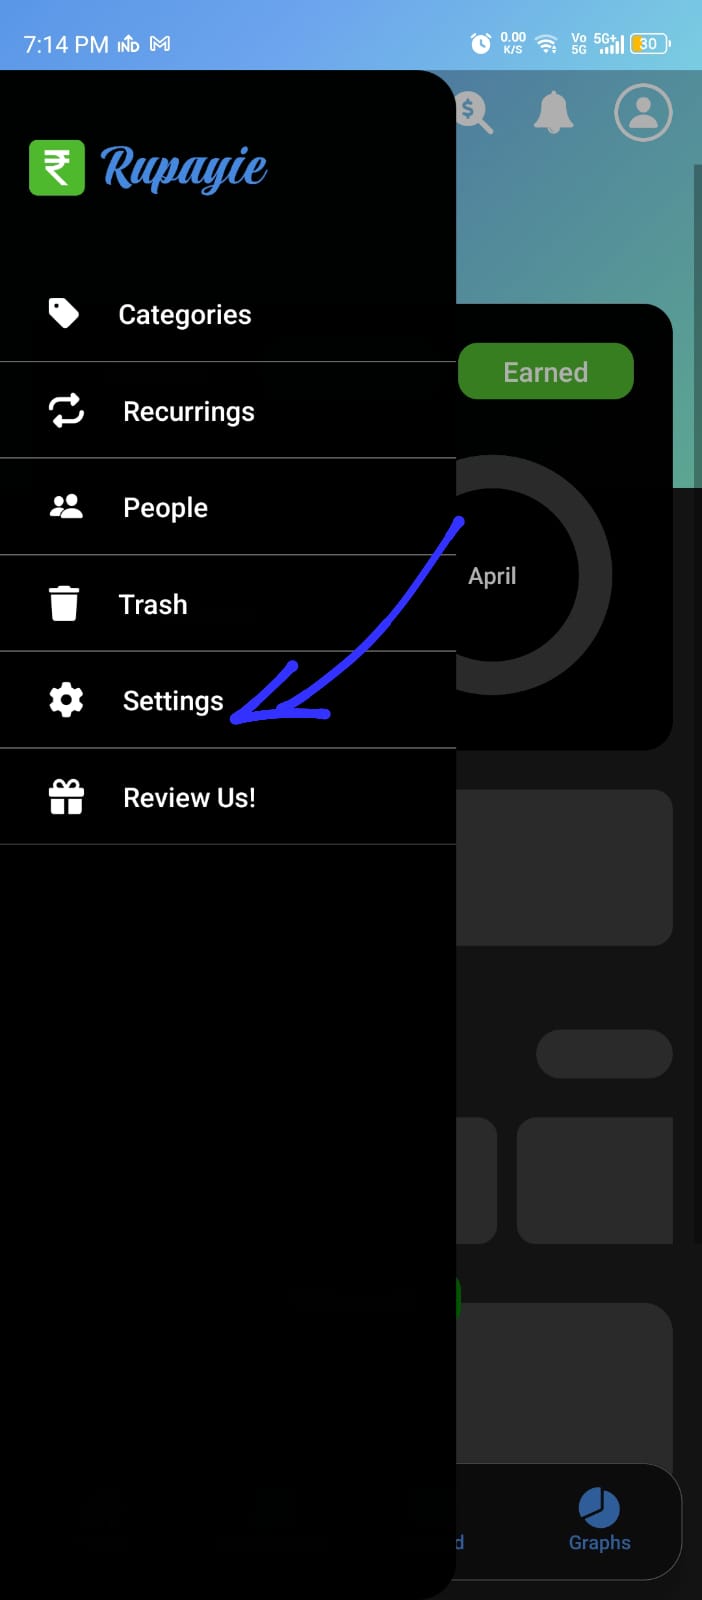 7:14 PM IND
0.00
K/S
Vo
5G
5G+
30
₹ Rupayie
Categories
Earned
Recurrings
People
April
Trash
Settings
Review Us!
d
Graphs